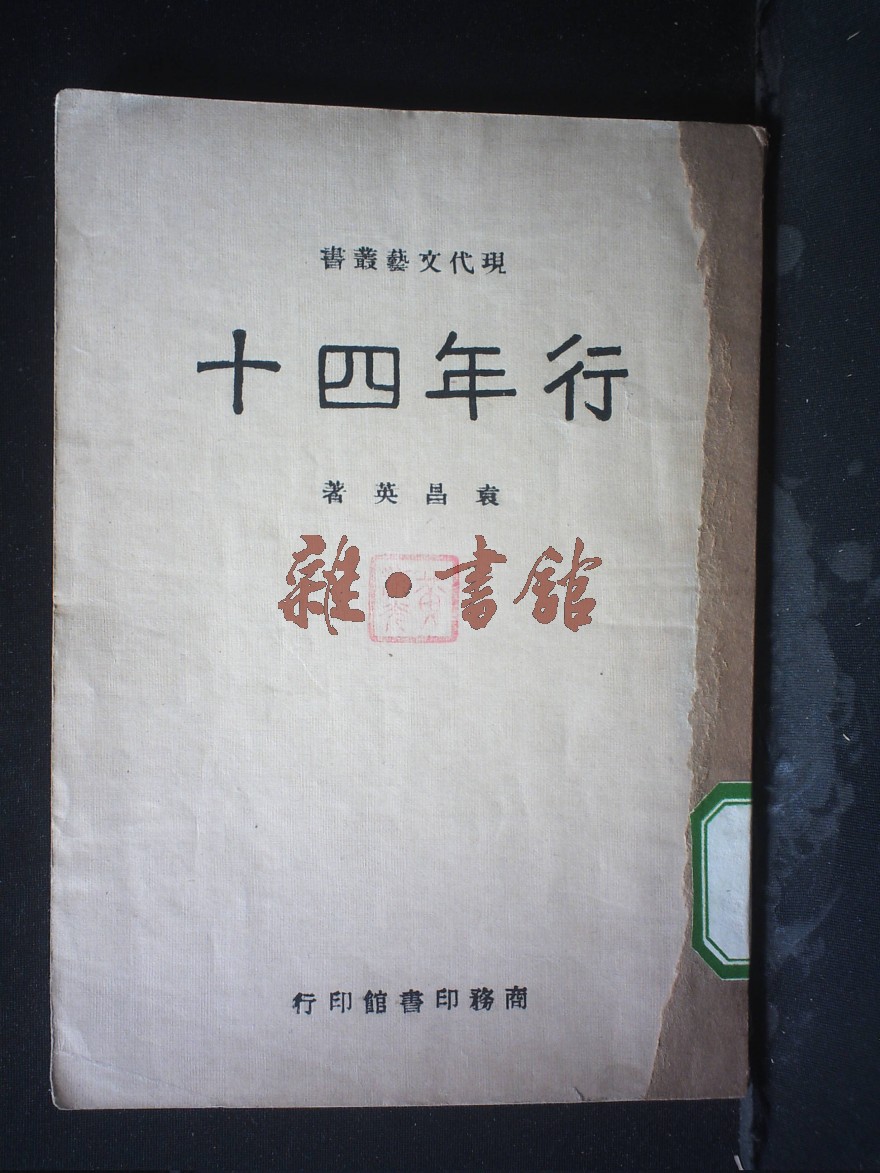 現代文藝叢書
行年四十
袁昌英著
雜·書館
商務印書館印行